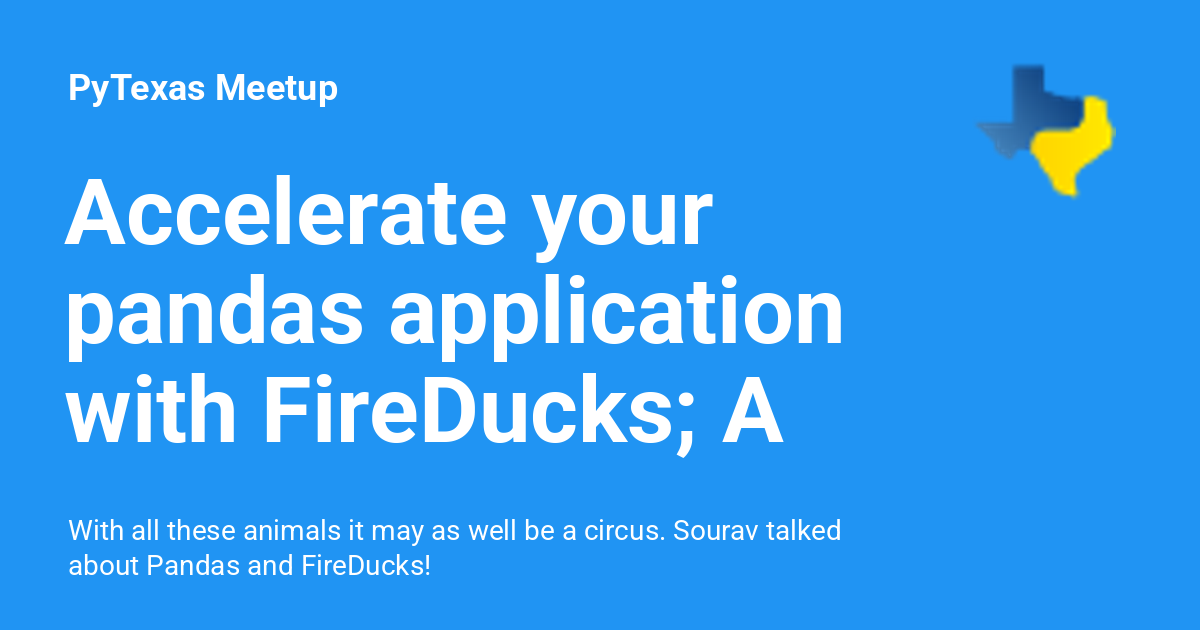 PyTexas Meetup
Accelerate your
pandas application
with FireDucks; A
With all these animals it may as well be a circus. Sourav talked
about Pandas and FireDucks!